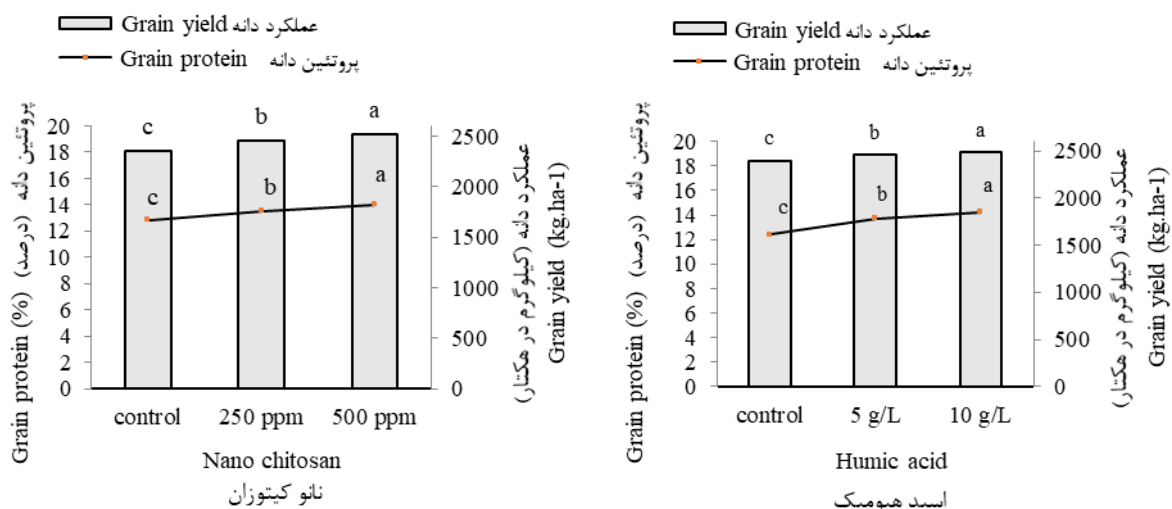 Grain yield عملکرد دانه
Grain protein پروتئین دانه
Grain protein (%) پروتئین دانه (درصد)
20
18
16
14
12
10
8
6
4
2
0
c b a
c b a
2500
2000
1500
1000
500
0
عملکرد دانه (کیلوگرم در هکتار)
Grain yield (kg.ha-1)
control 250 ppm 500 ppm
Nano chitosan
نانو کیتوزان
Grain yield عملکرد دانه
Grain protein پروتئین دانه
Grain protein (%) پروتئین دانه (درصد)
20
18
16
14
12
10
8
6
4
2
0
c b a
c b a
2500
2000
1500
1000
500
0
عملکرد دانه (کیلوگرم در هکتار)
Grain yield (kg.ha-1)
control 5 g/L 10 g/L
Humic acid
اسید هیومیک